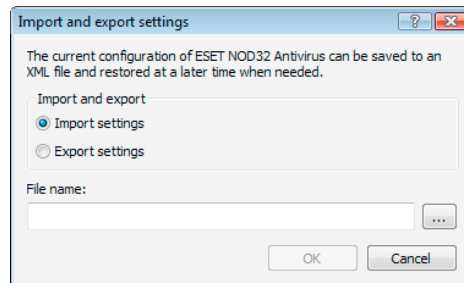 Import and export settings
The current configuration of ESET NOD32 Antivirus can be saved to an
XML file and restored at a later time when needed.
Import and export
Import settings
Export settings
File name:
...
OK
Cancel